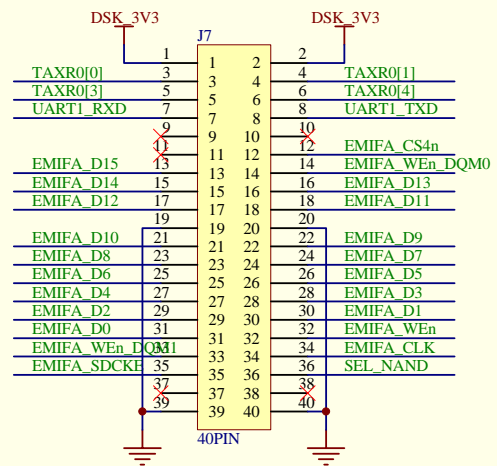 DSK_3V3 DSK_3V3
J7
1 1 2 2
TAXR0[0] 3 3 4 4 TAXR0[1]
TAXR0[3] 5 5 6 6 TAXR0[4]
UART1_RXD 7 7 8 8 UART1_TXD
9 9 10 10
11 11 12 12 EMIFA_CS4n
EMIFA_D15 13 13 14 14 EMIFA_WEn_DQM0
EMIFA_D14 15 15 16 16 EMIFA_D13
EMIFA_D12 17 17 18 18 EMIFA_D11
19 19 20 20
EMIFA_D10 21 21 22 22 EMIFA_D9
EMIFA_D8 23 23 24 24 EMIFA_D7
EMIFA_D6 25 25 26 26 EMIFA_D5
EMIFA_D4 27 27 28 28 EMIFA_D3
EMIFA_D2 29 29 30 30 EMIFA_D1
EMIFA_D0 31 31 32 32 EMIFA_WEn
EMIFA_WEn_DQM1 33 33 34 34 EMIFA_CLK
EMIFA_SDCKE 35 35 36 36 SEL_NAND
37 37 38 38
39 39 40 40
40PIN